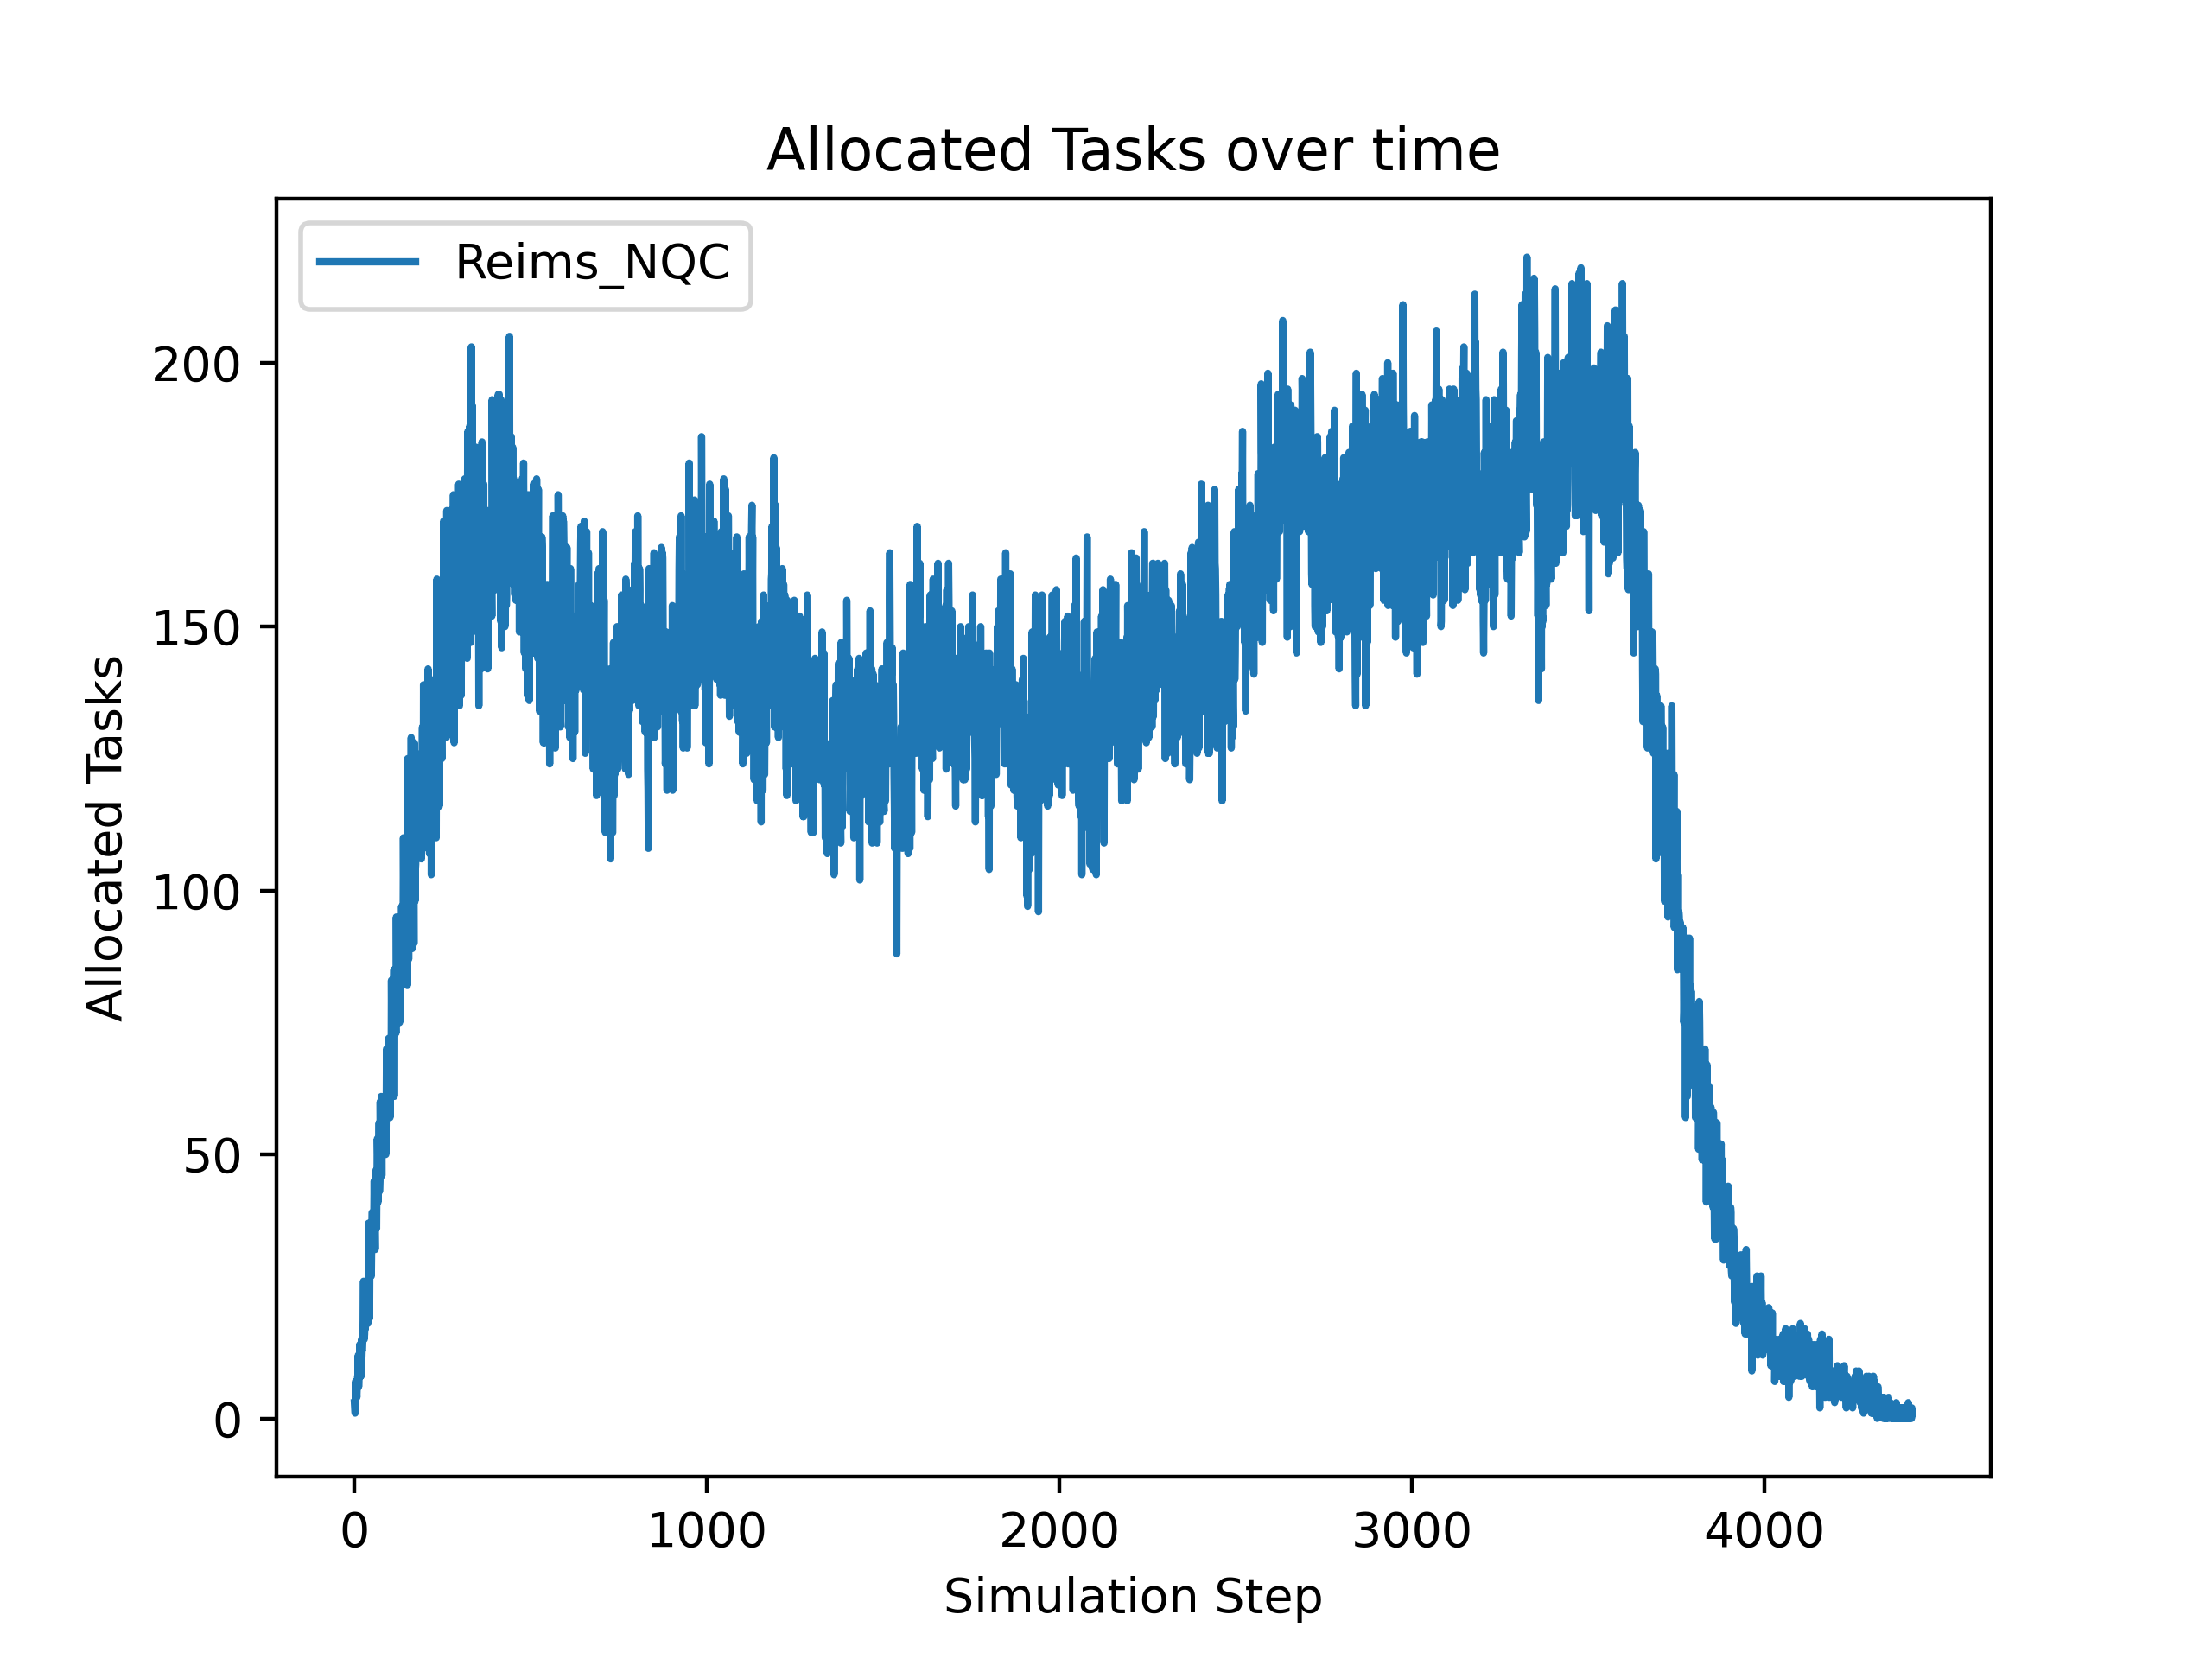 Allocated Tasks over time
Reims_NQC
Allocated Tasks
200
150
100
50
0
0 1000 2000 3000 4000
Simulation Step